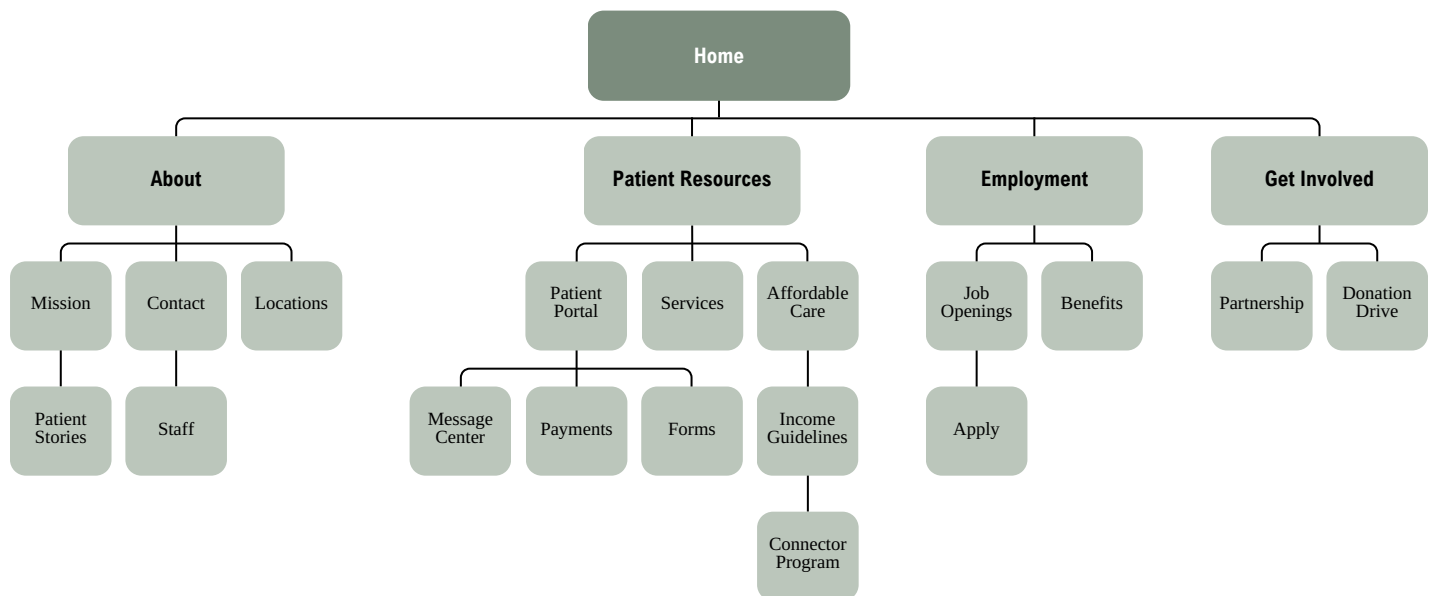 Home
About
Patient Resources
Employment
Get Involved
Mission
Contact
Locations
Patient
Portal
Services
Affordable
Care
Job
Openings
Benefits
Partnership
Donation
Drive
Patient
Stories
Staff
Message
Center
Payments
Forms
Income
Guidelines
Apply
Connector
Program